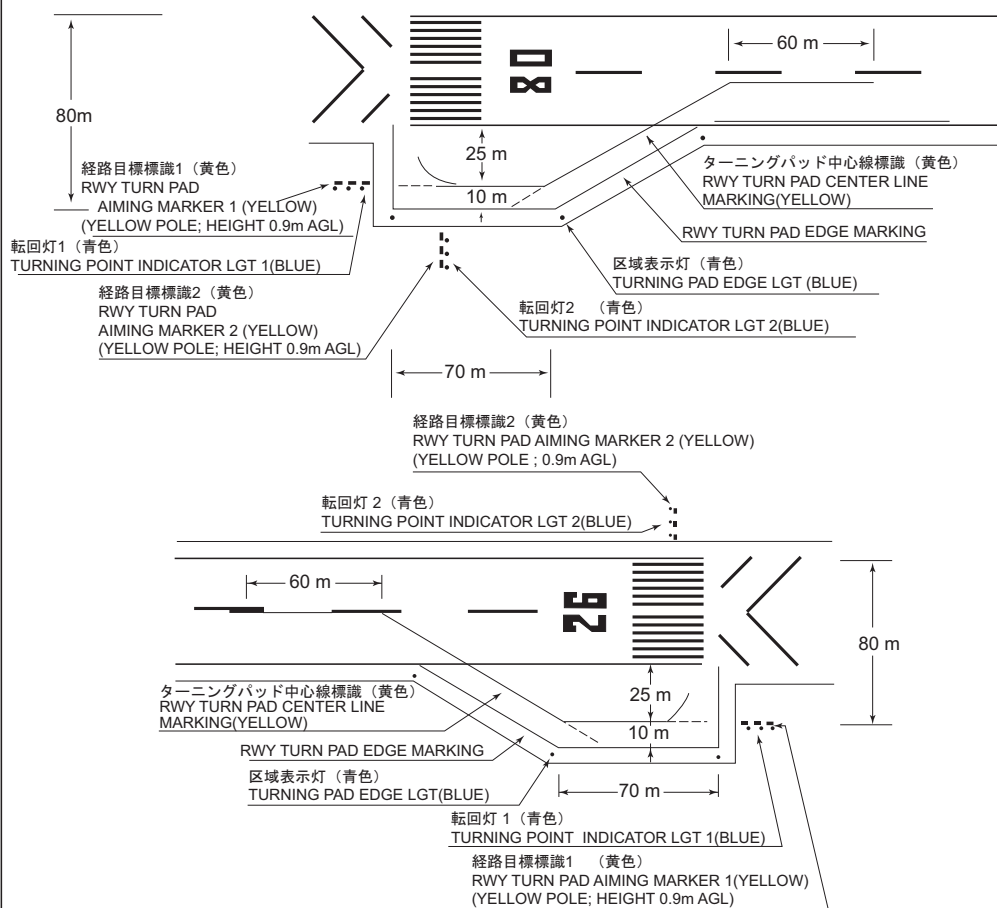 80m
08
60 m
25 m
10 m
経路目標標識1（黄色）
RWY TURN PAD
AIMING MARKER 1 (YELLOW)
(YELLOW POLE; HEIGHT 0.9m AGL)
転回灯1（青色）
TURNING POINT INDICATOR LGT 1(BLUE)
経路目標標識2（黄色）
RWY TURN PAD
AIMING MARKER 2 (YELLOW)
(YELLOW POLE; HEIGHT 0.9m AGL)
ターニングパッド中心線標識（黄色）
RWY TURN PAD CENTER LINE
MARKING(YELLOW)
RWY TURN PAD EDGE MARKING
区域表示灯（青色）
TURNING PAD EDGE LGT (BLUE)
転回灯2　（青色）
TURNING POINT INDICATOR LGT 2(BLUE)
70 m
経路目標標識2（黄色）
RWY TURN PAD AIMING MARKER 2 (YELLOW)
(YELLOW POLE ; 0.9m AGL)
転回灯 2（青色）
TURNING POINT INDICATOR LGT 2(BLUE)
60 m
26
80 m
25 m
10 m
ターニングパッド中心線標識（黄色）
RWY TURN PAD CENTER LINE
MARKING(YELLOW)
RWY TURN PAD EDGE MARKING
区域表示灯（青色）
TURNING PAD EDGE LGT(BLUE)
70 m
転回灯 1（青色）
TURNING POINT INDICATOR LGT 1(BLUE)
経路目標標識1　（黄色）
RWY TURN PAD AIMING MARKER 1(YELLOW)
(YELLOW POLE; HEIGHT 0.9m AGL)